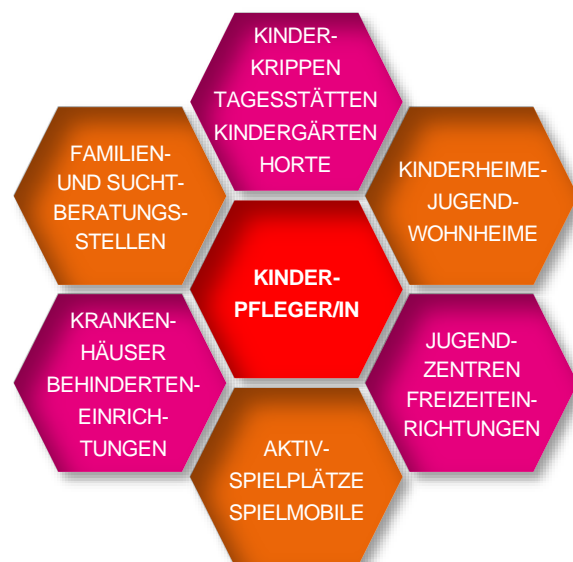 KINDER-
KRIPPEN
TAGESSTÄTTEN
KINDERGÄRTEN
HORTE
FAMILIEN-
UND SUCHT-
BERATUNGS-
STELLEN
KINDERHEIME-
JUGEND-
WOHNHEIME
KINDER-
PFLEGER/IN
KRANKEN-
HÄUSER
BEHINDERTEN-
EINRICH-
TUNGEN
JUGEND-
ZENTREN
FREIZEITEIN-
RICHTUNGEN
AKTIV-
SPIELPLÄTZE
SPIELMOBILE